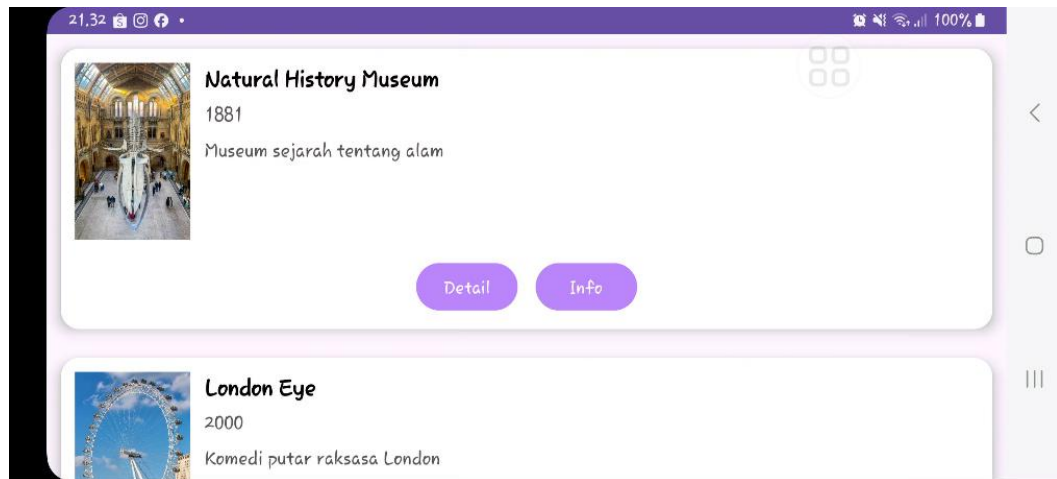 21,32 100%
Natural History Museum
1881
Museum sejarah tentang alam
Detail Info
London Eye
2000
Komedi putar raksasa London